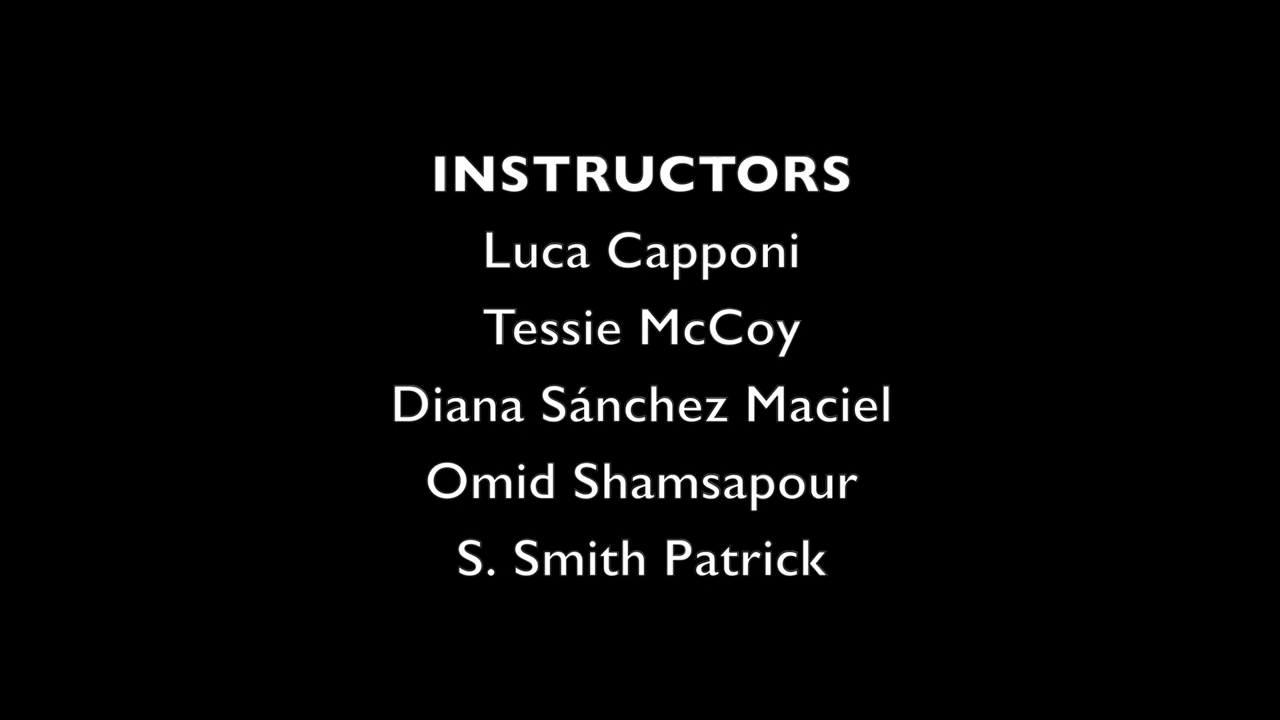 INSTRUCTORS
Luca Capponi
Tessie McCoy
Diana Sánchez Maciel
Omid Shamsapour
S. Smith Patrick